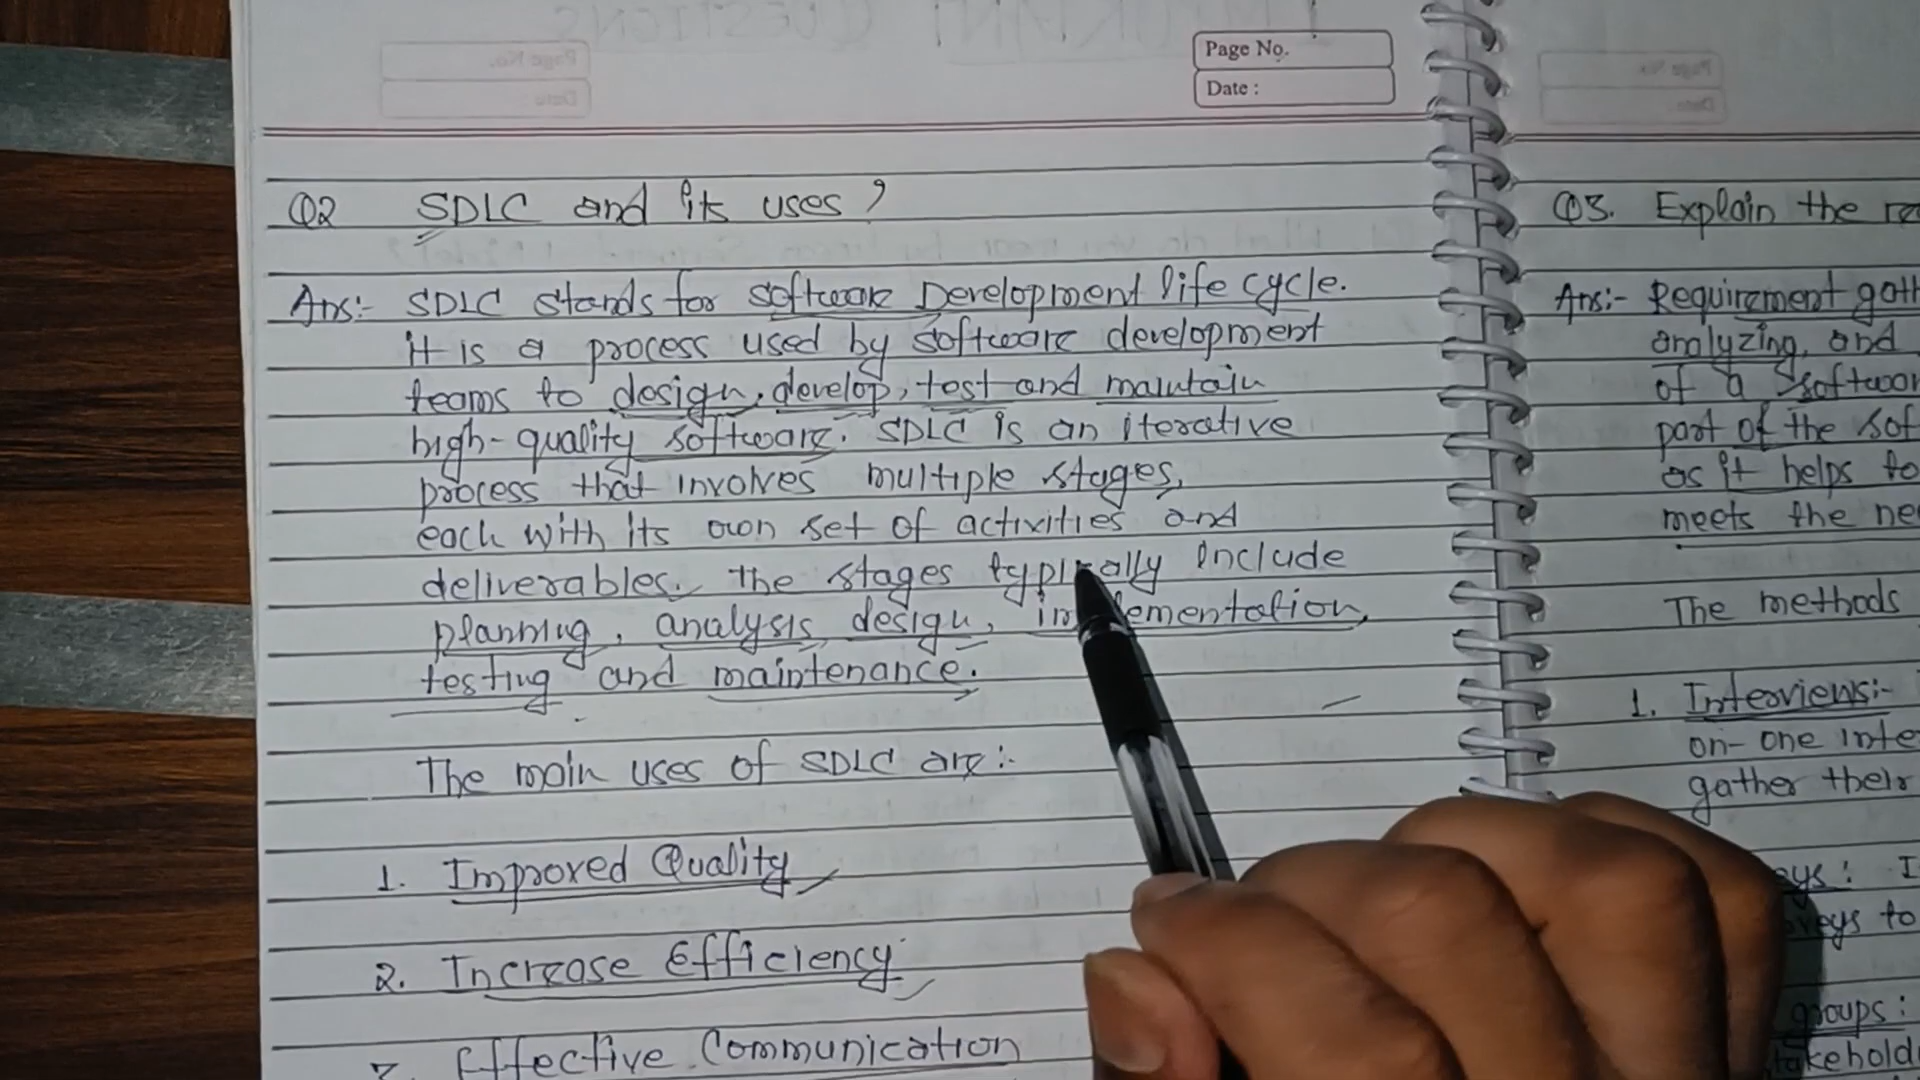 Page No.
Date :
Q2 SDLC and its uses?
Ans:- SDLC stands for software Development life cycle.
it is a process used by software development
teams to design, develop, test and maintain
high-quality software. SDLC is an iterative
process that involves multiple stages,
each with its own set of activities and
deliverables. The stages typically include
planning, analysis, design, implementation,
testing and maintenance.
The main uses of SDLC are:-
1. Improved Quality
2. Increase Efficiency
3. Effective Communication
Q3. Explain the
Ans:- Requirement
analyzing, and
of a
part of the
as it helps to
meets the
The methods
1. Interviews:-
on-one
gather their
to
groups: